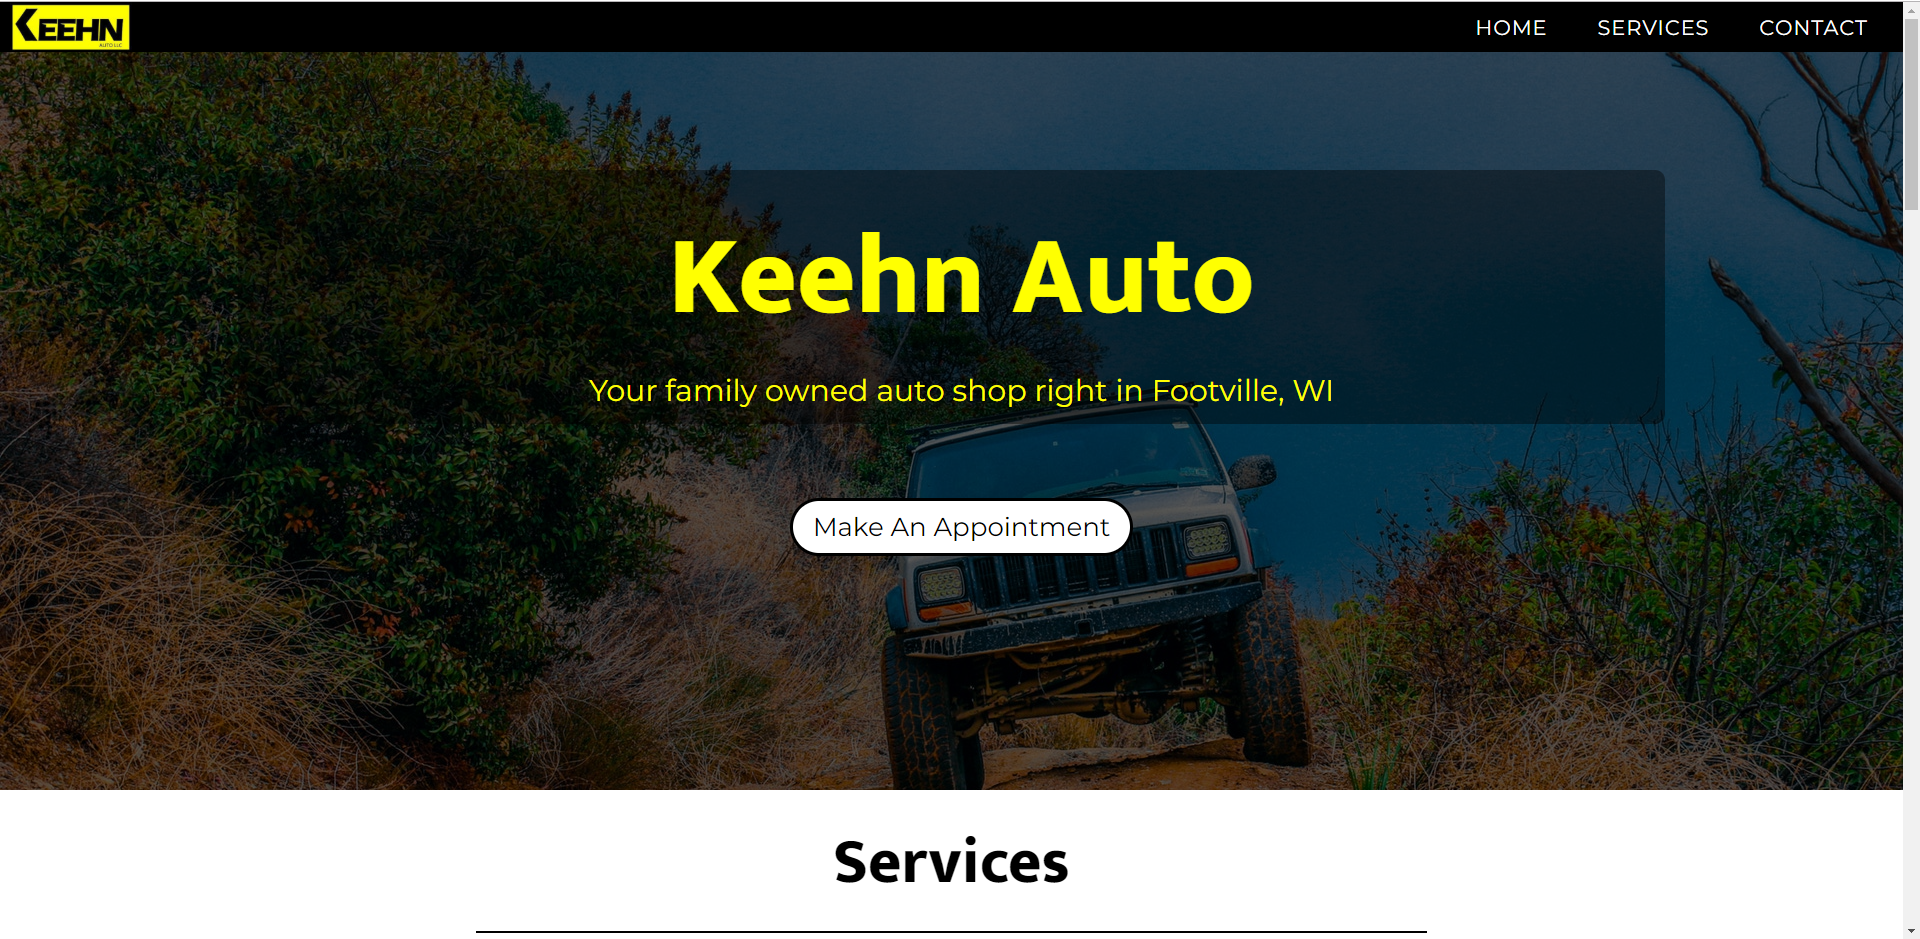 KEEHN
AUTO LLC
HOME SERVICES CONTACT
Keehn Auto
Your family owned auto shop right in Footville, WI
Make An Appointment
Services